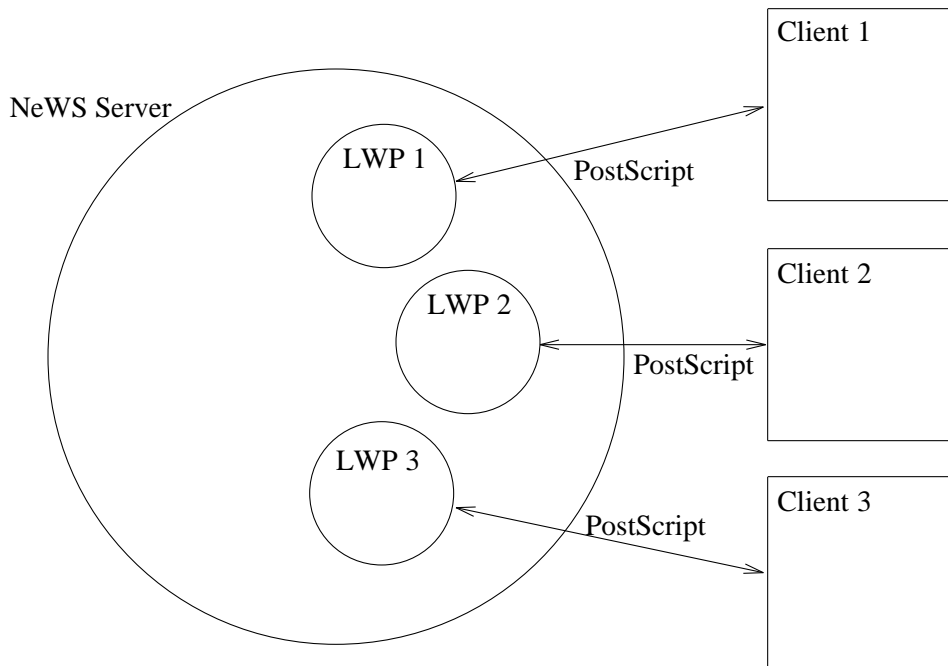 Client 1
NeWS Server
LWP 1
PostScript
Client 2
LWP 2
PostScript
LWP 3
Client 3
PostScript